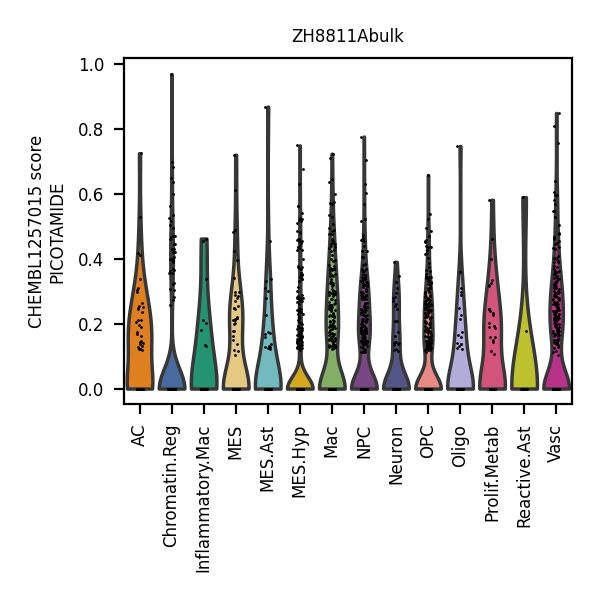 ZH8811Abulk
CHEMBL1257015 score
PICOTAMIDE
1.0
0.8
0.6
0.4
0.2
0.0
AC
Chromatin.Reg
Inflammatory.Mac
MES
MES.Ast
MES.Hyp
Mac
NPC
Neuron
OPC
Oligo
Prolif.Metab
Reactive.Ast
Vasc